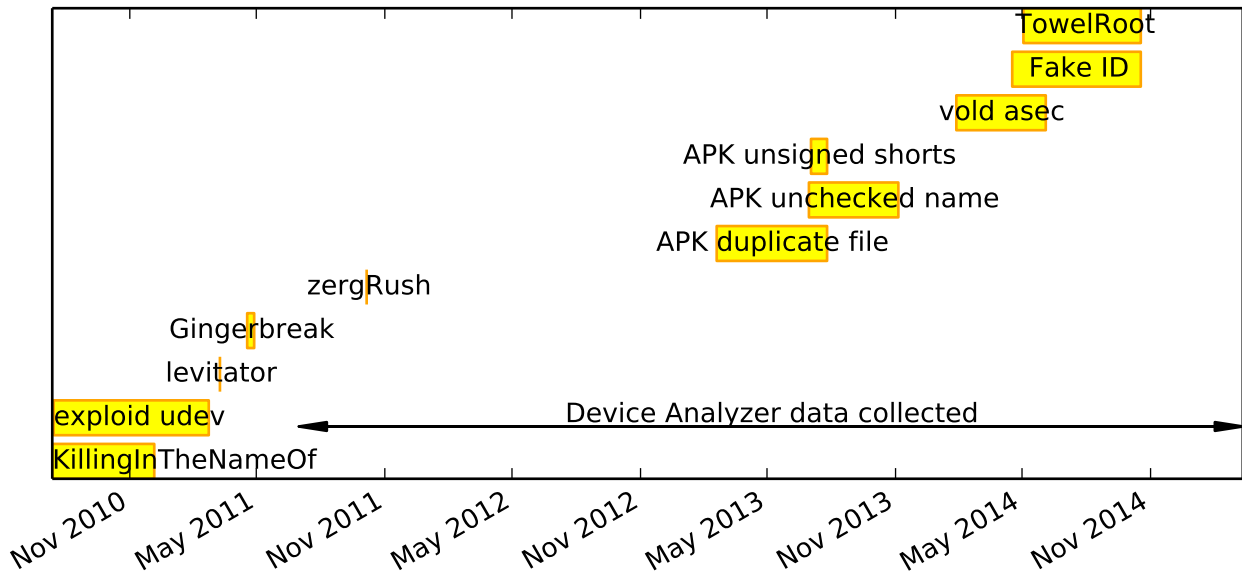 TowelRoot
Fake ID
vold asec
APK unsigned shorts
APK unchecked name
APK duplicate file
zergRush
Gingerbreak
levitator
exploid udev
Device Analyzer data collected
KillingInTheNameOf
Nov 2010
May 2011
Nov 2011
May 2012
Nov 2012
May 2013
Nov 2013
May 2014
Nov 2014